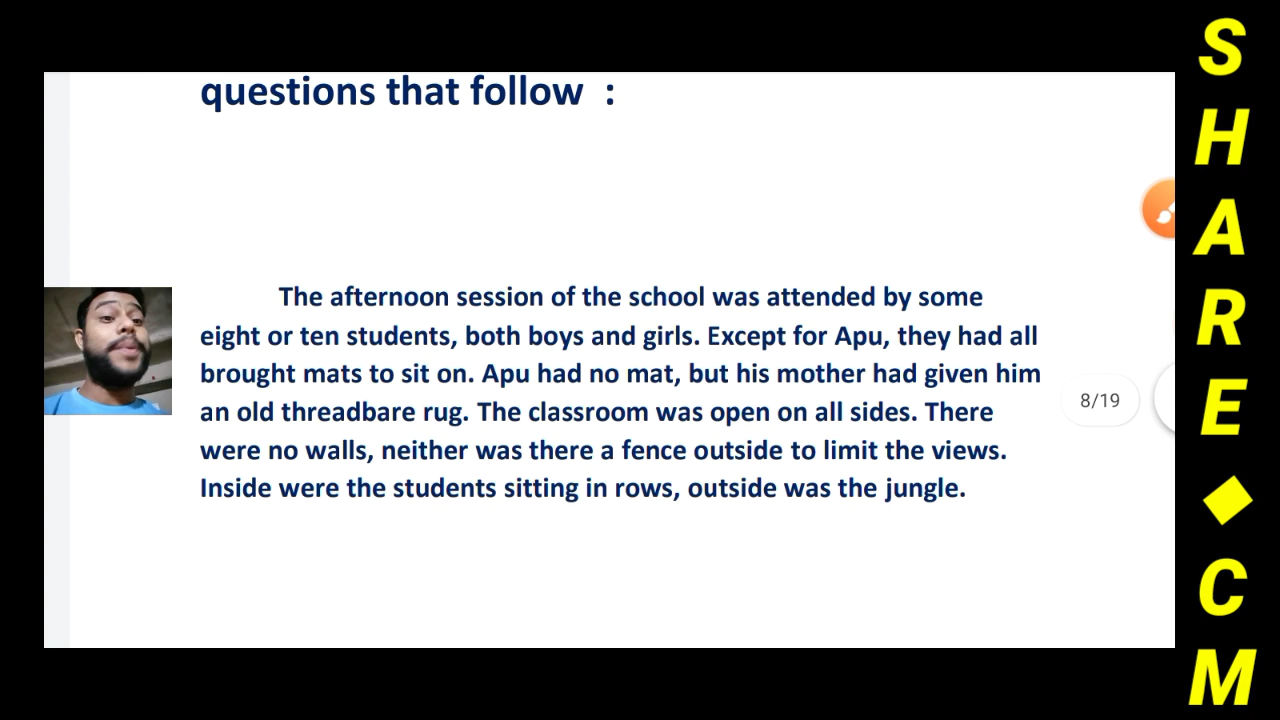 questions that follow :
The afternoon session of the school was attended by some
eight or ten students, both boys and girls. Except for Apu, they had all
brought mats to sit on. Apu had no mat, but his mother had given him
an old threadbare rug. The classroom was open on all sides. There
were no walls, neither was there a fence outside to limit the views.
Inside were the students sitting in rows, outside was the jungle.
8/19
SHARE◆CM